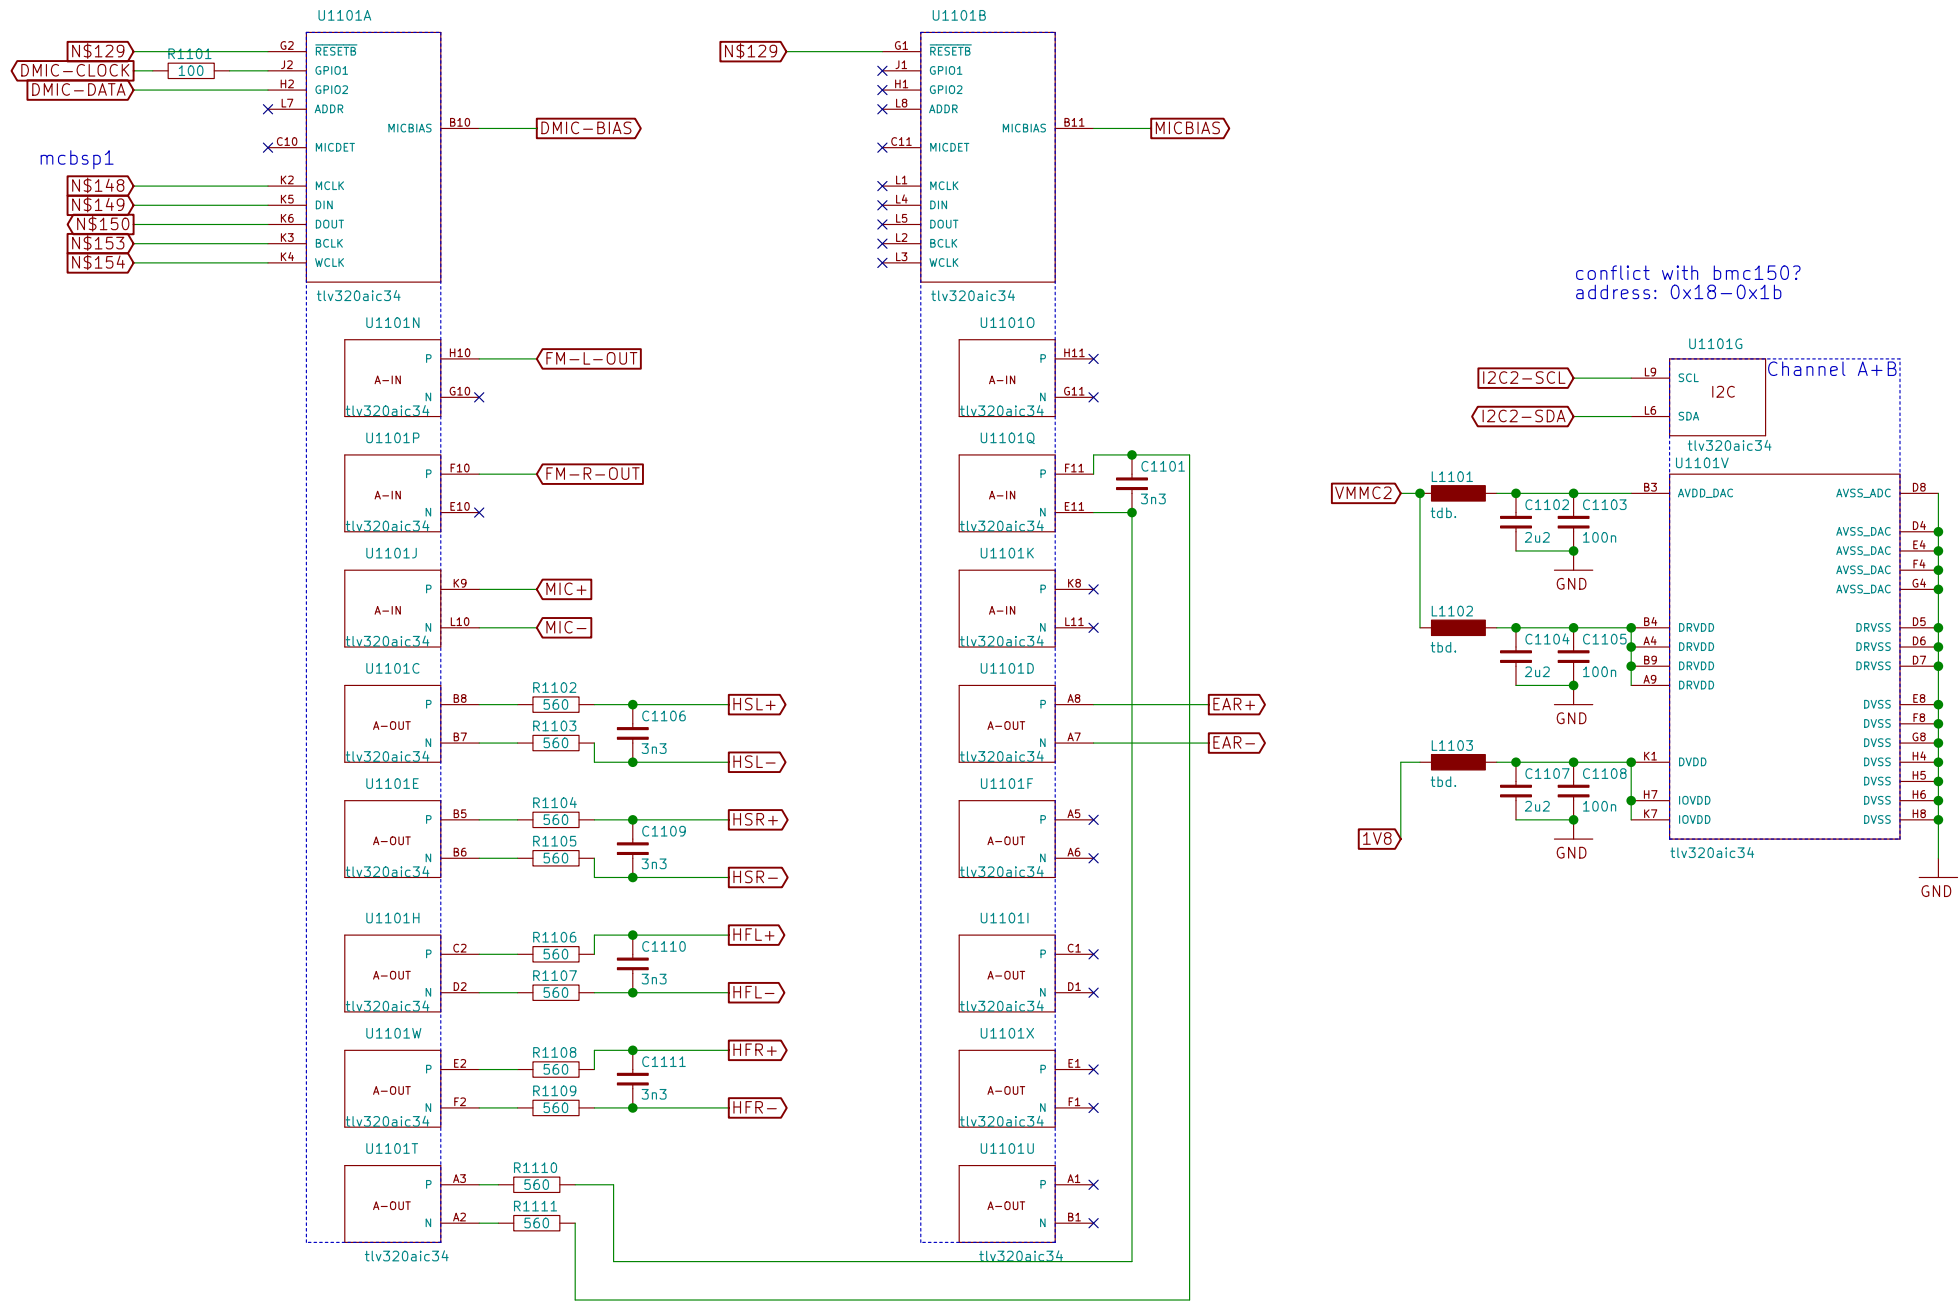 U1101A
N$129
G2
RESETB
DMIC-CLOCK
R1101
100
J2
GPIO1
DMIC-DATA
H2
GPIO2
L7
ADDR
MICBIAS
B10
DMIC-BIAS
C10
MICDET
mcbsp1
N$148
K2
MCLK
N$149
K5
DIN
N$150
K6
DOUT
N$153
K3
BCLK
N$154
K4
WCLK
tlv320aic34
U1101N
P
H10
FM-L-OUT
A-IN
N
G10
tlv320aic34
U1101P
P
F10
FM-R-OUT
A-IN
N
E10
tlv320aic34
U1101J
P
K9
MIC+
A-IN
N
L10
MIC-
tlv320aic34
U1101C
P
B8
R1102
560
HSL+
A-OUT
C1106
3n3
N
B7
R1103
560
HSL-
tlv320aic34
U1101E
P
B5
R1104
560
HSR+
A-OUT
C1109
3n3
N
B6
R1105
560
HSR-
tlv320aic34
U1101H
P
C2
R1106
560
HFL+
A-OUT
C1110
3n3
N
D2
R1107
560
HFL-
tlv320aic34
U1101W
P
E2
R1108
560
HFR+
A-OUT
C1111
3n3
N
F2
R1109
560
HFR-
tlv320aic34
U1101T
P
A3
R1110
560
A-OUT
N
A2
R1111
560
tlv320aic34
U1101B
N$129
G1
RESETB
J1
GPIO1
H1
GPIO2
L8
ADDR
MICBIAS
B11
MICBIAS
C11
MICDET
L1
MCLK
L4
DIN
L5
DOUT
L2
BCLK
L3
WCLK
tlv320aic34
U1101O
P
H11
A-IN
N
G11
tlv320aic34
U1101Q
P
F11
C1101
3n3
A-IN
N
E11
tlv320aic34
U1101K
P
K8
A-IN
N
L11
tlv320aic34
U1101D
P
A8
EAR+
A-OUT
N
A7
EAR-
tlv320aic34
U1101F
P
A5
A-OUT
N
A6
tlv320aic34
U1101I
P
C1
A-OUT
N
D1
tlv320aic34
U1101X
P
E1
A-OUT
N
F1
tlv320aic34
U1101U
P
A1
A-OUT
N
B1
tlv320aic34
conflict with bmc150?
address: 0x18-0x1b
U1101G
Channel A+B
I2C2-SCL
L9
SCL
I2C
I2C2-SDA
L6
SDA
tlv320aic34
U1101V
VMMC2
L1101
tdb.
C1102
2u2
C1103
100n
GND
B3
AVDD_DAC
L1102
tbd.
C1104
2u2
C1105
100n
GND
B4
DRVDD
A4
DRVDD
B9
DRVDD
A9
DRVDD
1V8
L1103
tbd.
C1107
2u2
C1108
100n
GND
K1
DVDD
H7
IOVDD
K7
IOVDD
AVSS_ADC
D8
AVSS_DAC
D4
AVSS_DAC
E4
AVSS_DAC
F4
AVSS_DAC
G4
DRVSS
D5
DRVSS
D6
DRVSS
D7
DVSS
E8
DVSS
F8
DVSS
G8
DVSS
H4
DVSS
H5
DVSS
H6
DVSS
H8
tlv320aic34
GND